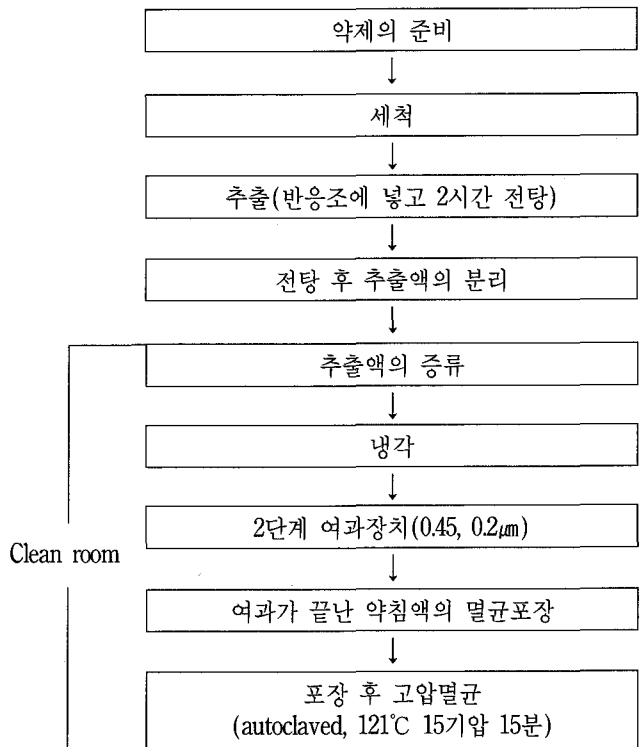 약제의 준비
↓
세척
↓
추출(반응조에 넣고 2시간 전탕)
↓
전탕 후 추출액의 분리
↓
추출액의 증류
↓
냉각
↓
2단계 여과장치(0.45, 0.2㎛)
↓
Clean room
여과가 끝난 약침액의 멸균포장
↓
포장 후 고압멸균
(autoclaved, 121℃ 15기압 15분)